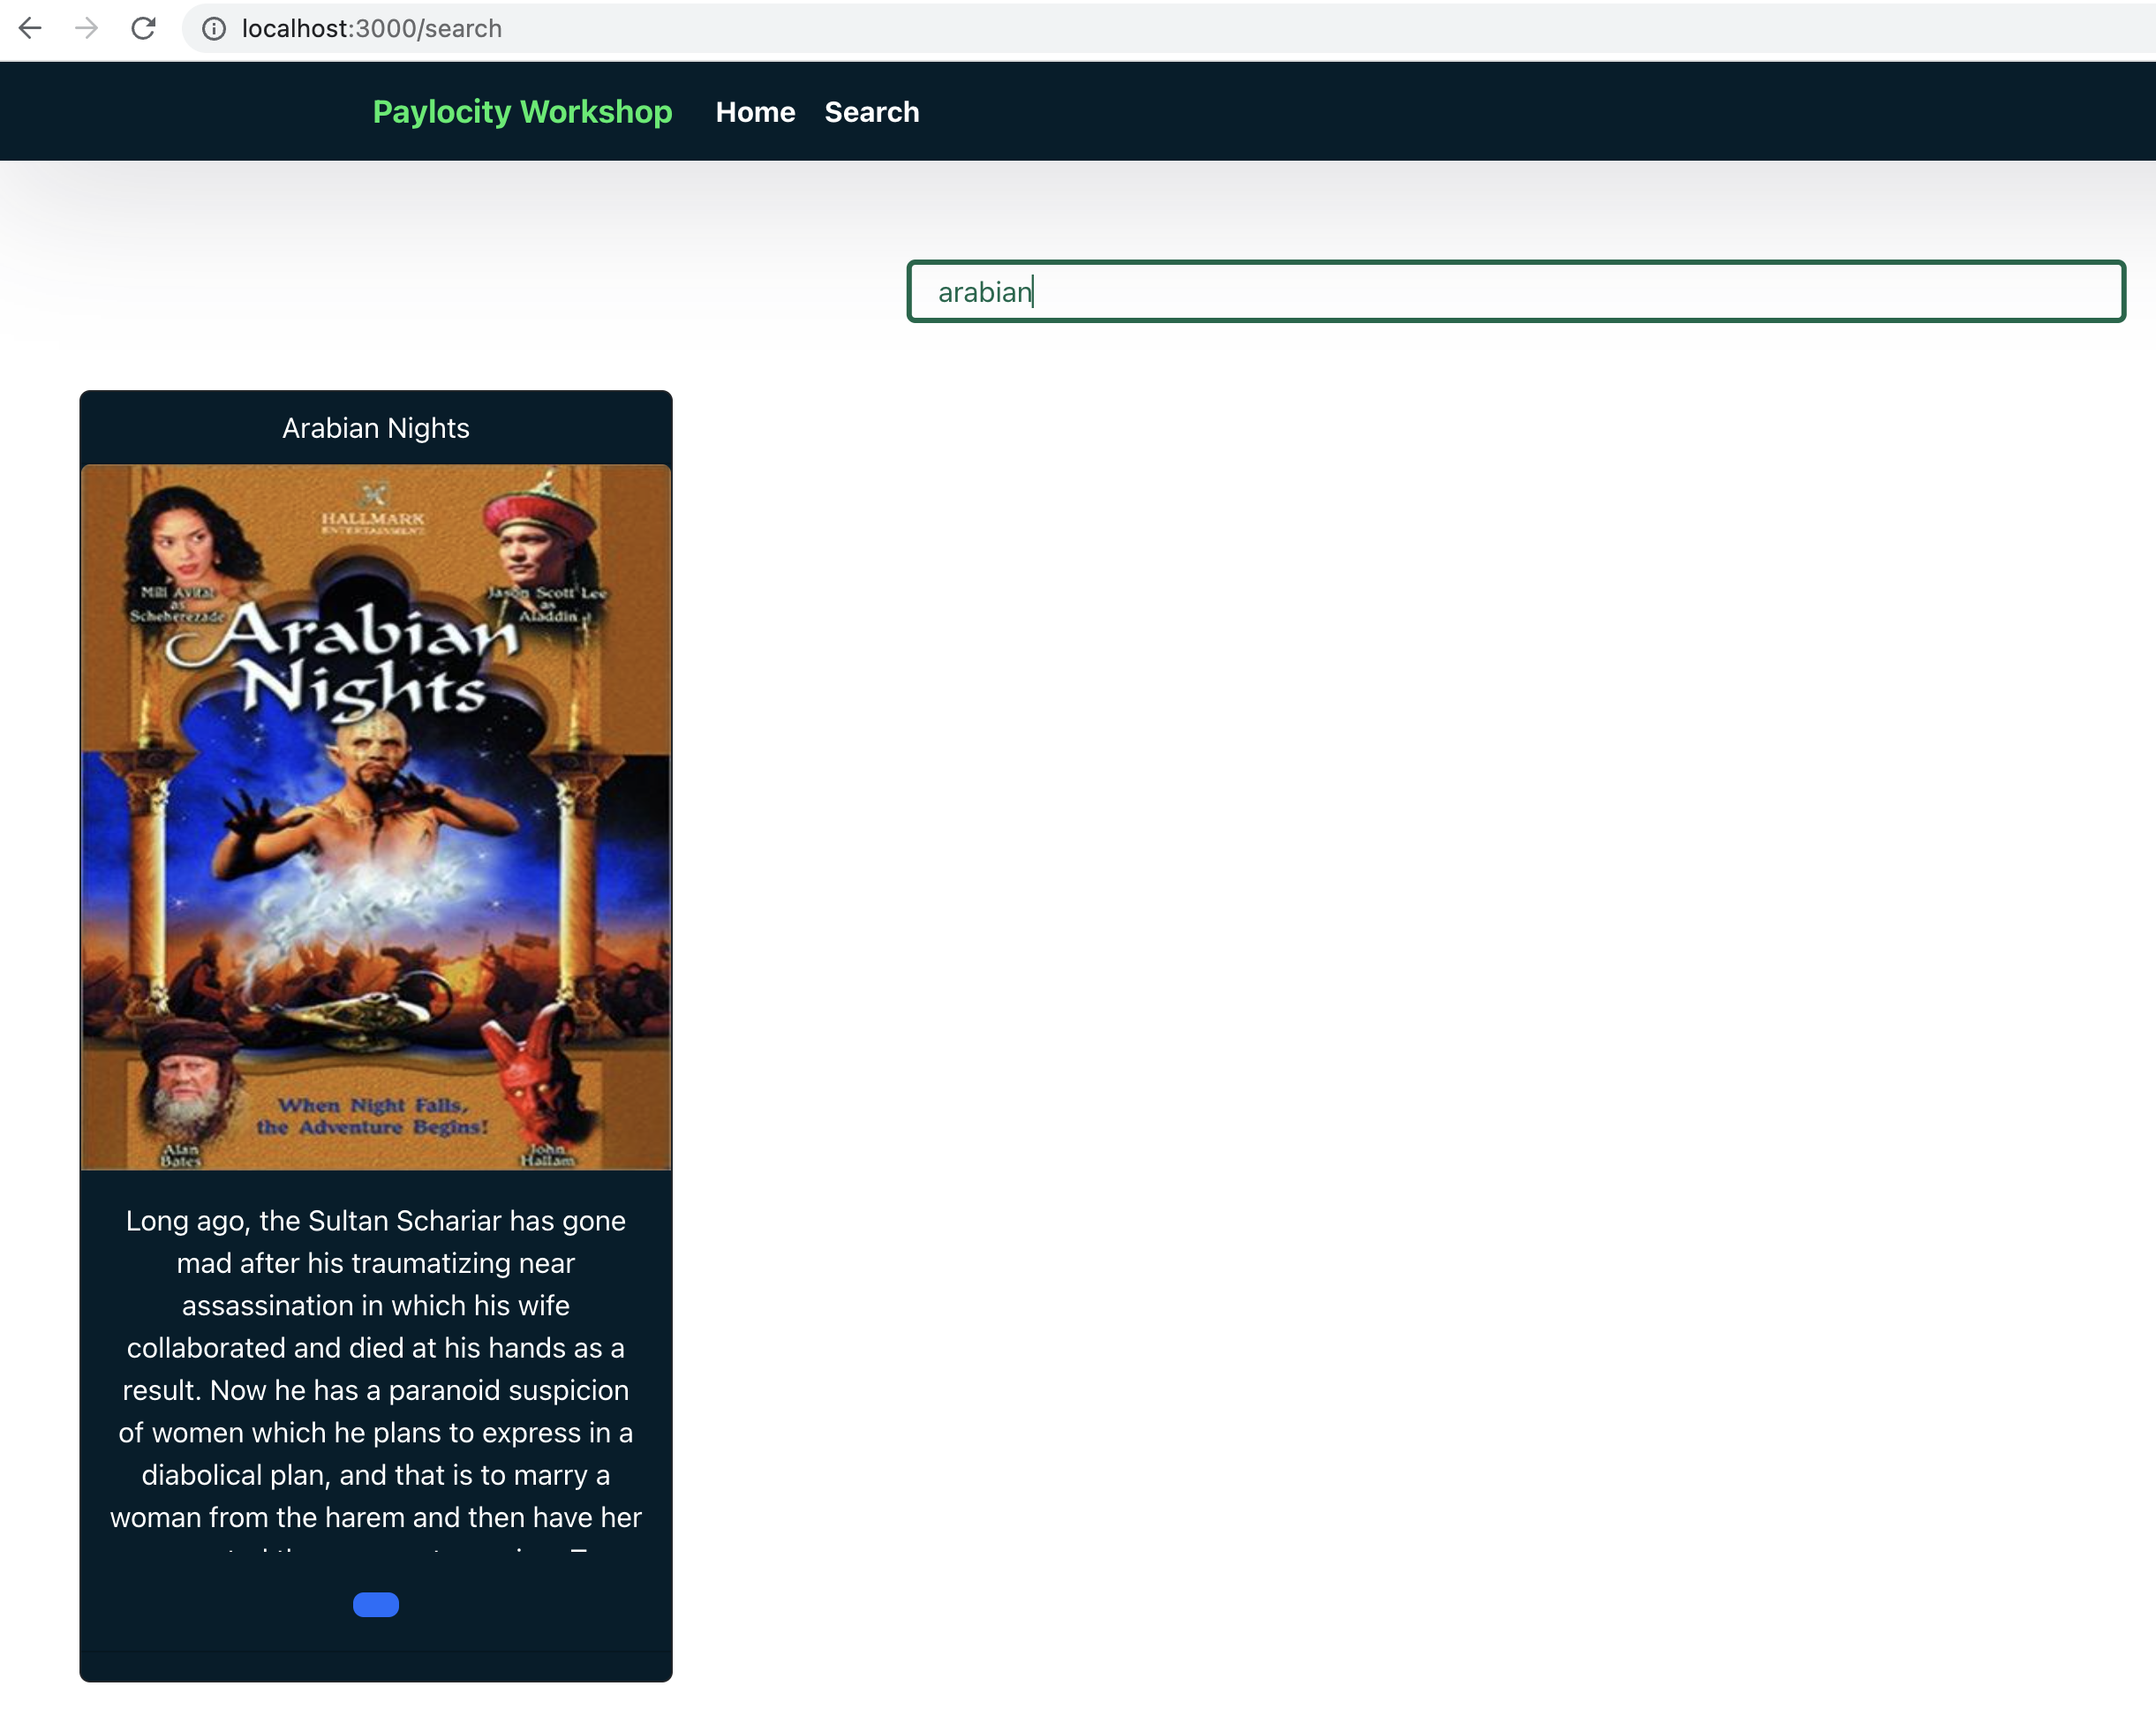 localhost:3000/search
Paylocity Workshop Home Search
arabian
Arabian Nights
HALLMARK
ENTERTAINMENT
Mili Avital
as
Scheherezade
Jason Scott Lee
as
Aladdin
Arabian
Nights
When Night Falls,
the Adventure Begins!
Alan
Bates
John
Hallam
Long ago, the Sultan Schariar has gone
mad after his traumatizing near
assassination in which his wife
collaborated and died at his hands as a
result. Now he has a paranoid suspicion
of women which he plans to express in a
diabolical plan, and that is to marry a
woman from the harem and then have her